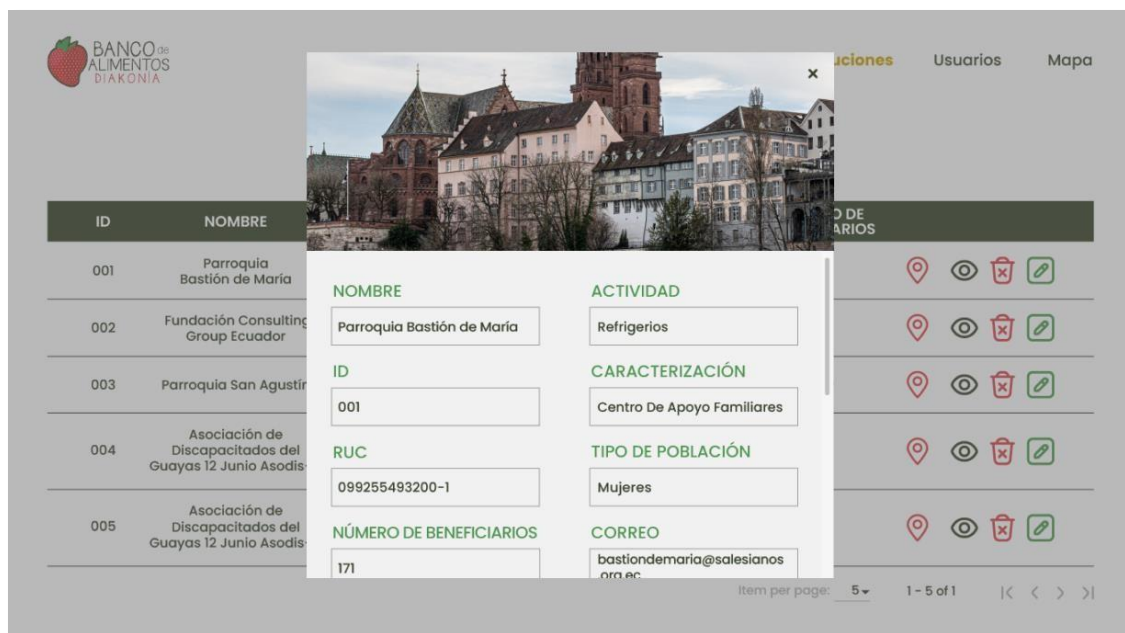 BANCO de
ALIMENTOS
DIAKONÍA
uciones Usuarios Mapa
×
ID NOMBRE O DE
ARIOS
001 Parroquia
Bastión de María
002 Fundación Consulting
Group Ecuador
003 Parroquia San Agustín
004 Asociación de
Discapacitados del
Guayas 12 Junio Asodis
005 Asociación de
Discapacitados del
Guayas 12 Junio Asodis
NOMBRE
Parroquia Bastión de María
ID
001
RUC
099255493200-1
NÚMERO DE BENEFICIARIOS
171
ACTIVIDAD
Refrigerios
CARACTERIZACIÓN
Centro De Apoyo Familiares
TIPO DE POBLACIÓN
Mujeres
CORREO
bastiondemaria@salesianos
.org.ec
Item per page: 5 1 - 5 of 1